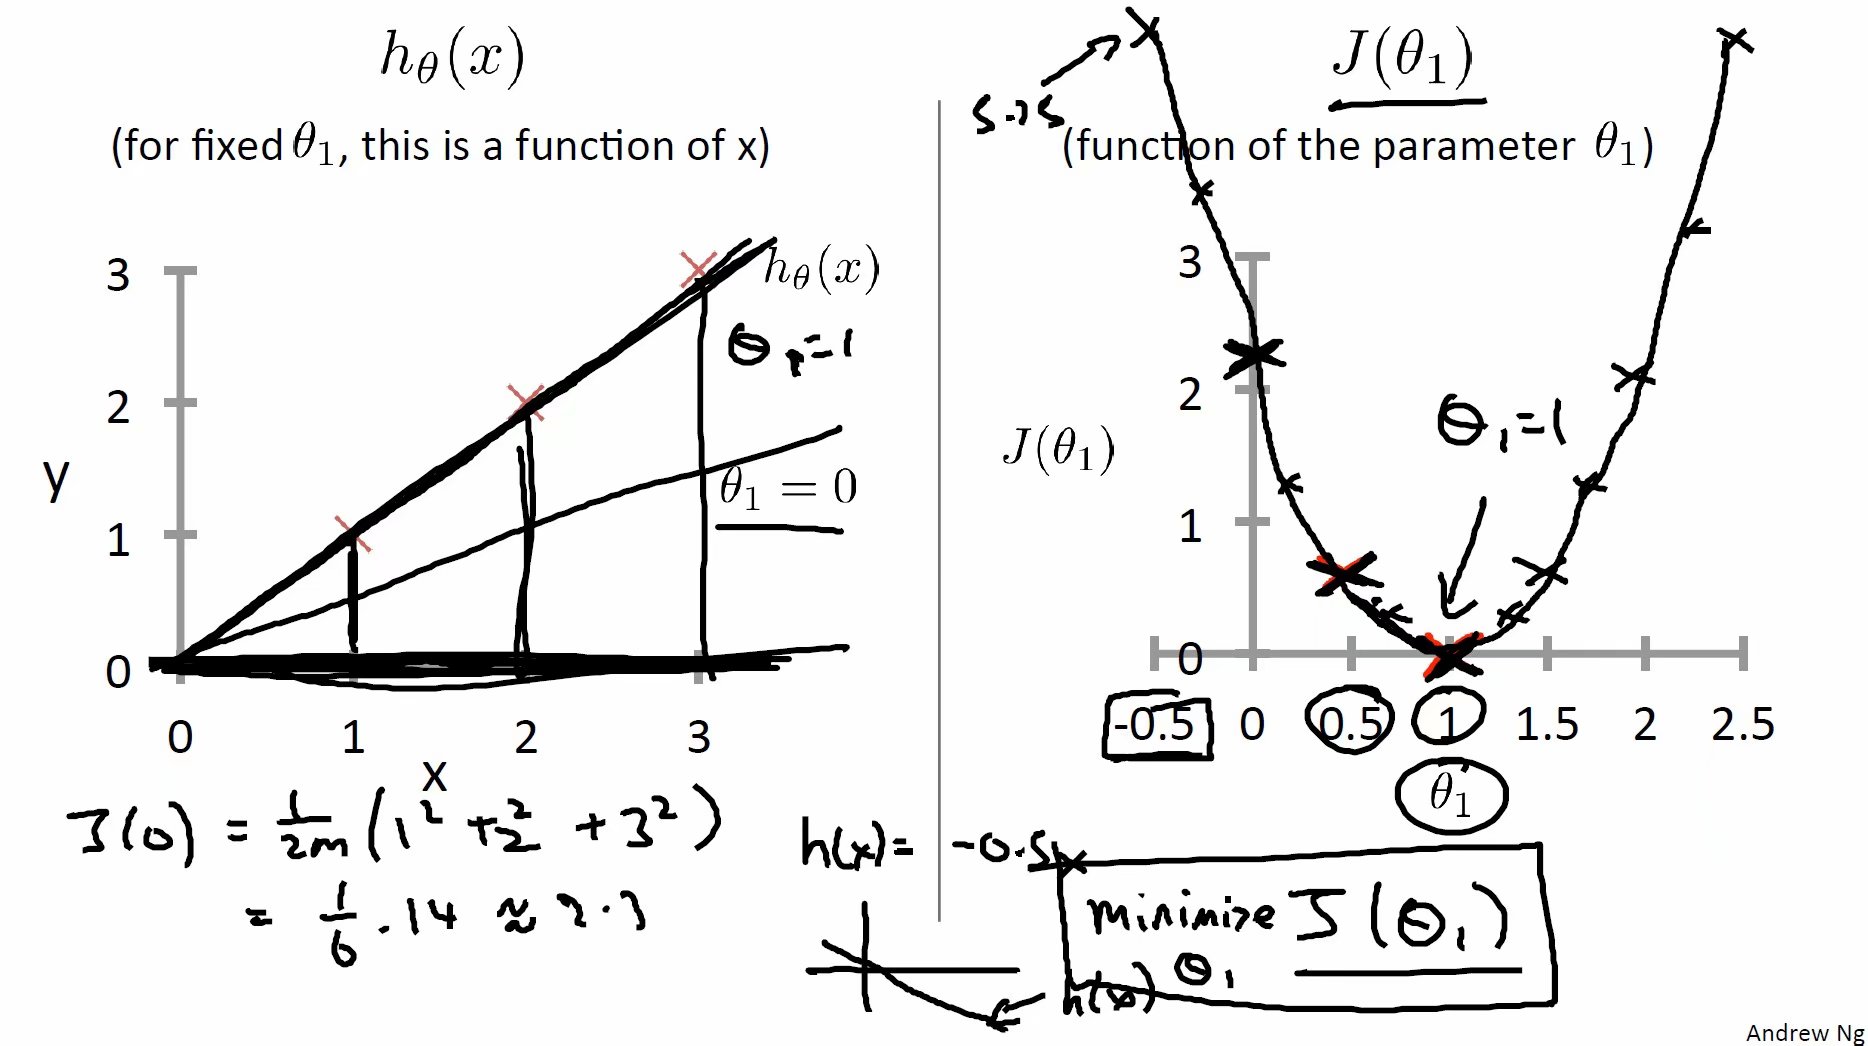 hθ(x)
(for fixed θ₁, this is a function of x)
3
2
1
0
y
0 1 2 3
x
hθ(x)
θ₁=1
θ₁ = 0
J(0) = 1/2m (1² + 2² + 3²)
= 1/6 · 14 ≈ 2.3
h(x) = -0.5x
h(x)
J(θ₁)
5.25
(function of the parameter θ₁)
3
2
1
0
J(θ₁)
θ₁=1
-0.5 0 0.5 1 1.5 2 2.5
θ₁
minimize J(θ₁)
θ₁
Andrew Ng